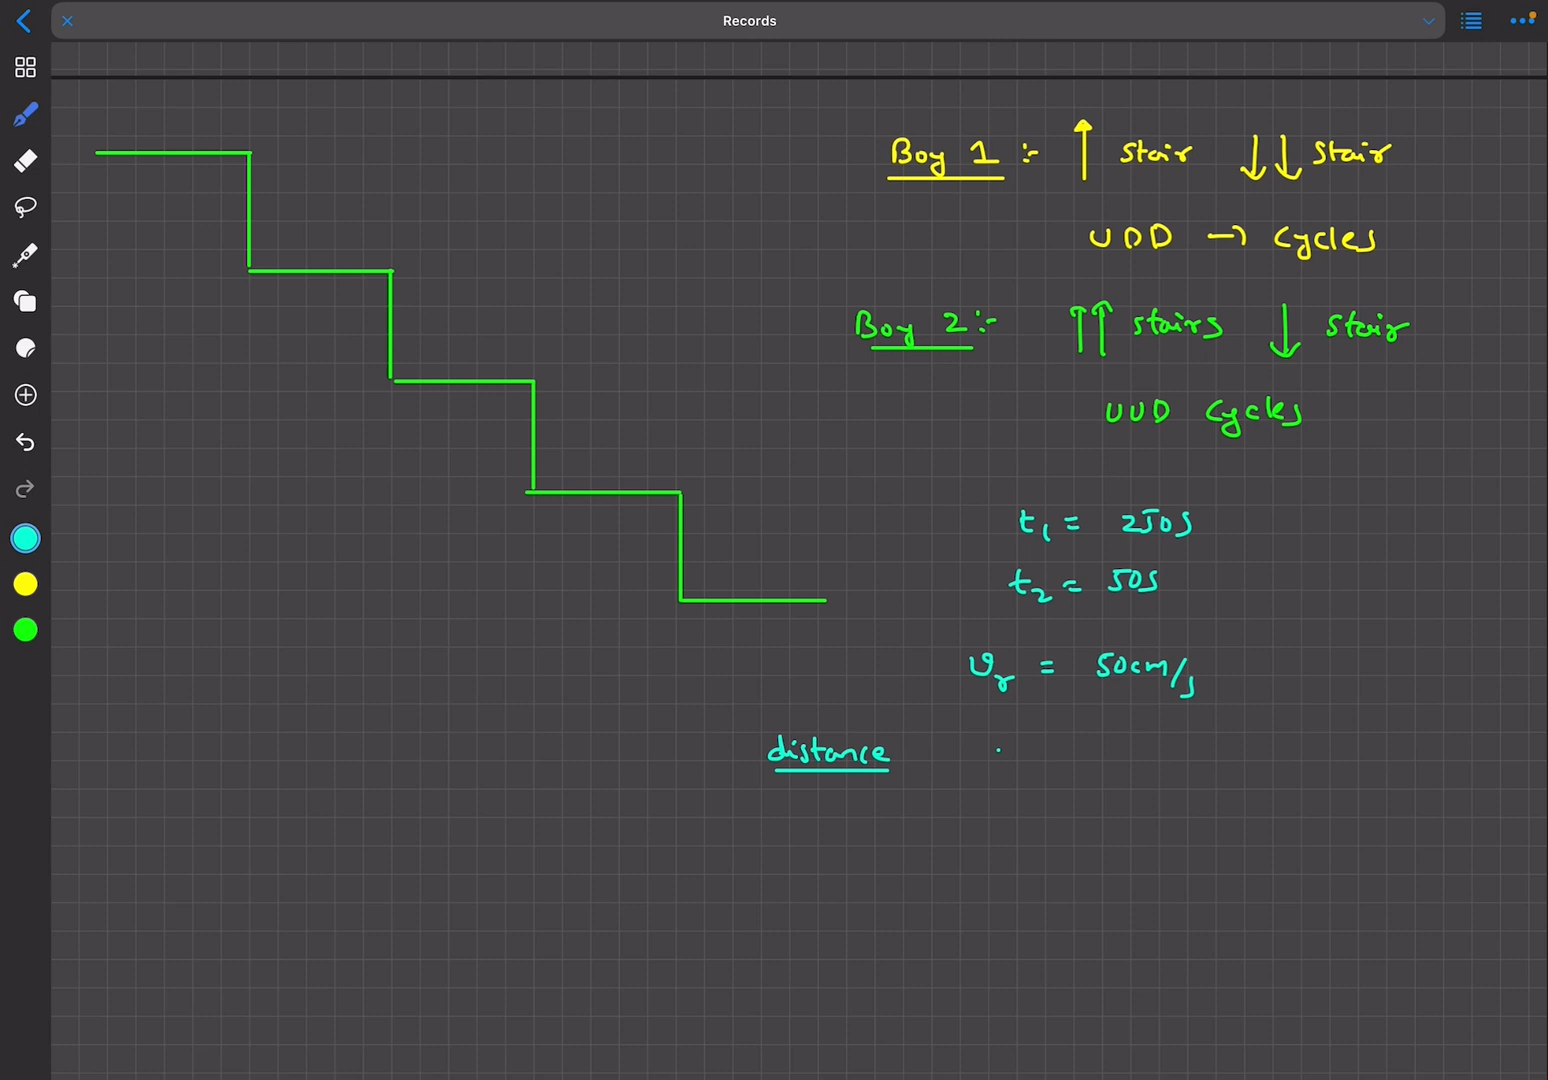 Records
Boy 1 :- ↑ stair ↓↓ stair
UDD → cycles
Boy 2 :- ↑↑ stairs ↓ stair
UUD cycles
t₁ = 250s
t₂ = 50s
v_r = 50cm/s
distance